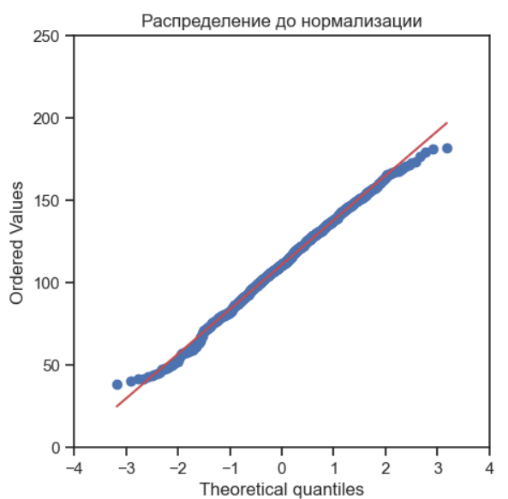 Распределение до нормализации
250
200
150
100
50
0
Ordered Values
−4 −3 −2 −1 0 1 2 3 4
Theoretical quantiles